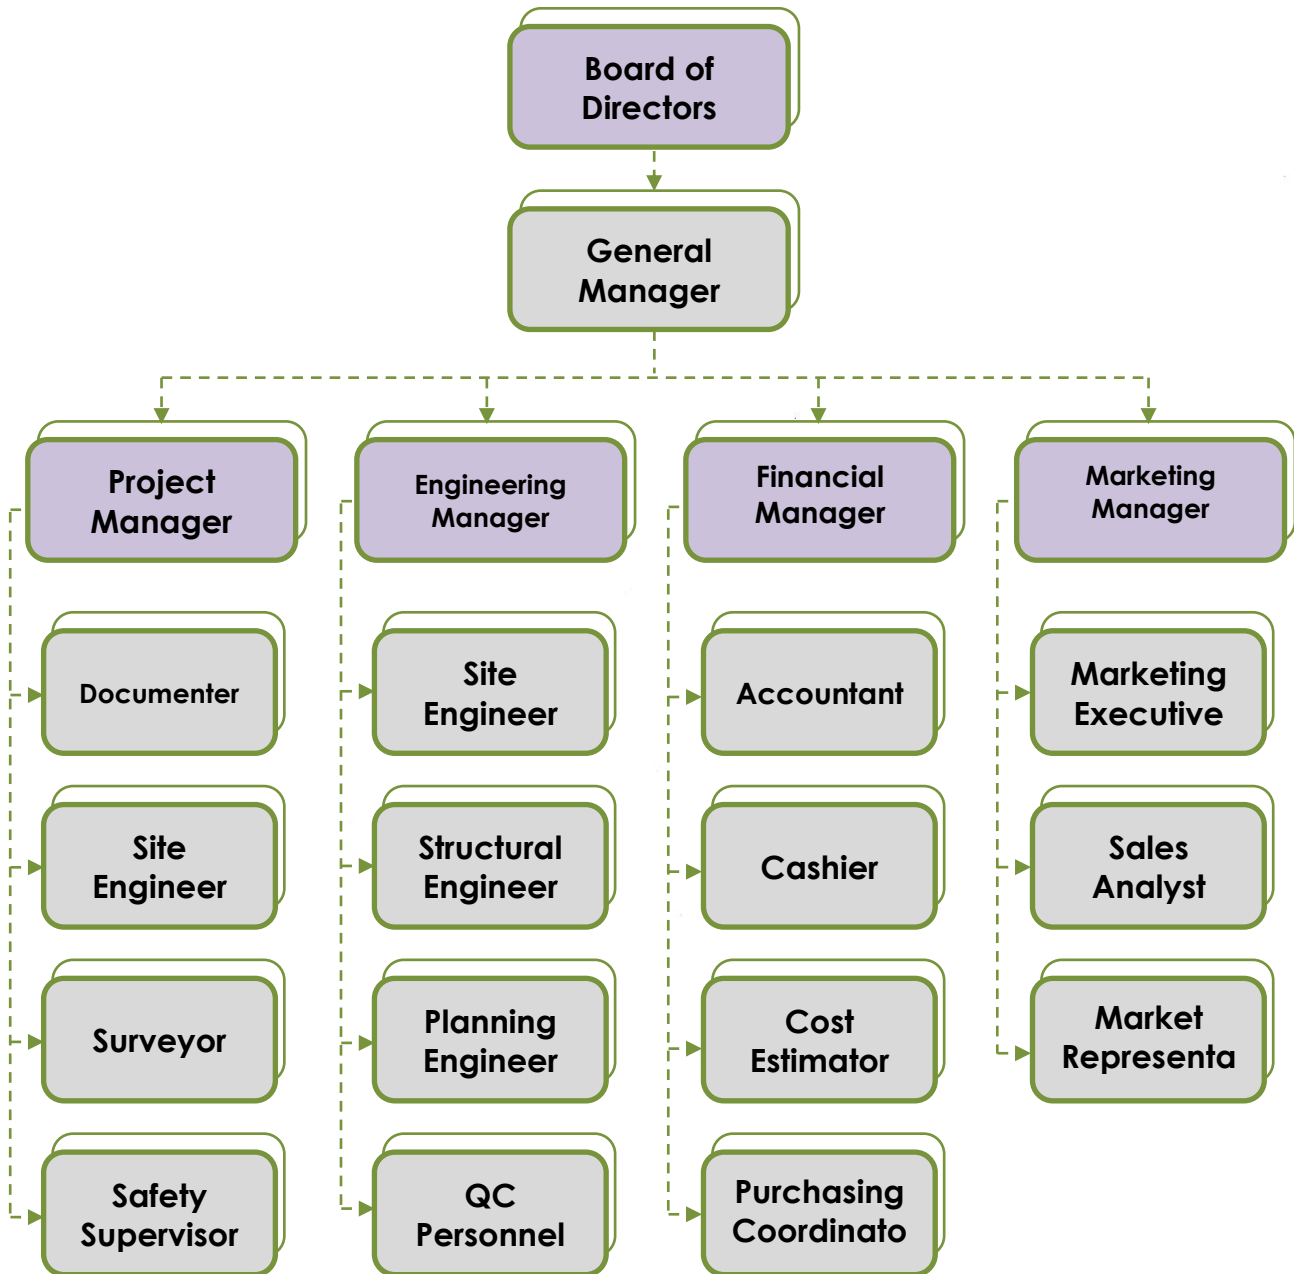 Board of
Directors
General
Manager
Project
Manager
Engineering
Manager
Financial
Manager
Marketing
Manager
Documenter
Site
Engineer
Accountant
Marketing
Executive
Site
Engineer
Structural
Engineer
Cashier
Sales
Analyst
Surveyor
Planning
Engineer
Cost
Estimator
Market
Representa
Safety
Supervisor
QC
Personnel
Purchasing
Coordinato